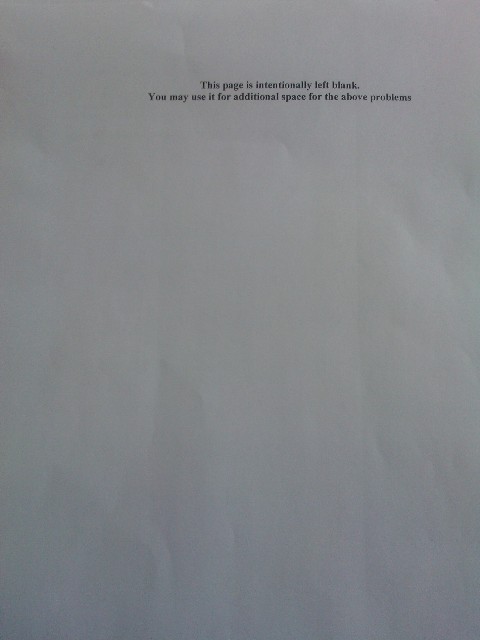 This page is intentionally left blank.
You may use it for additional space for the above problems